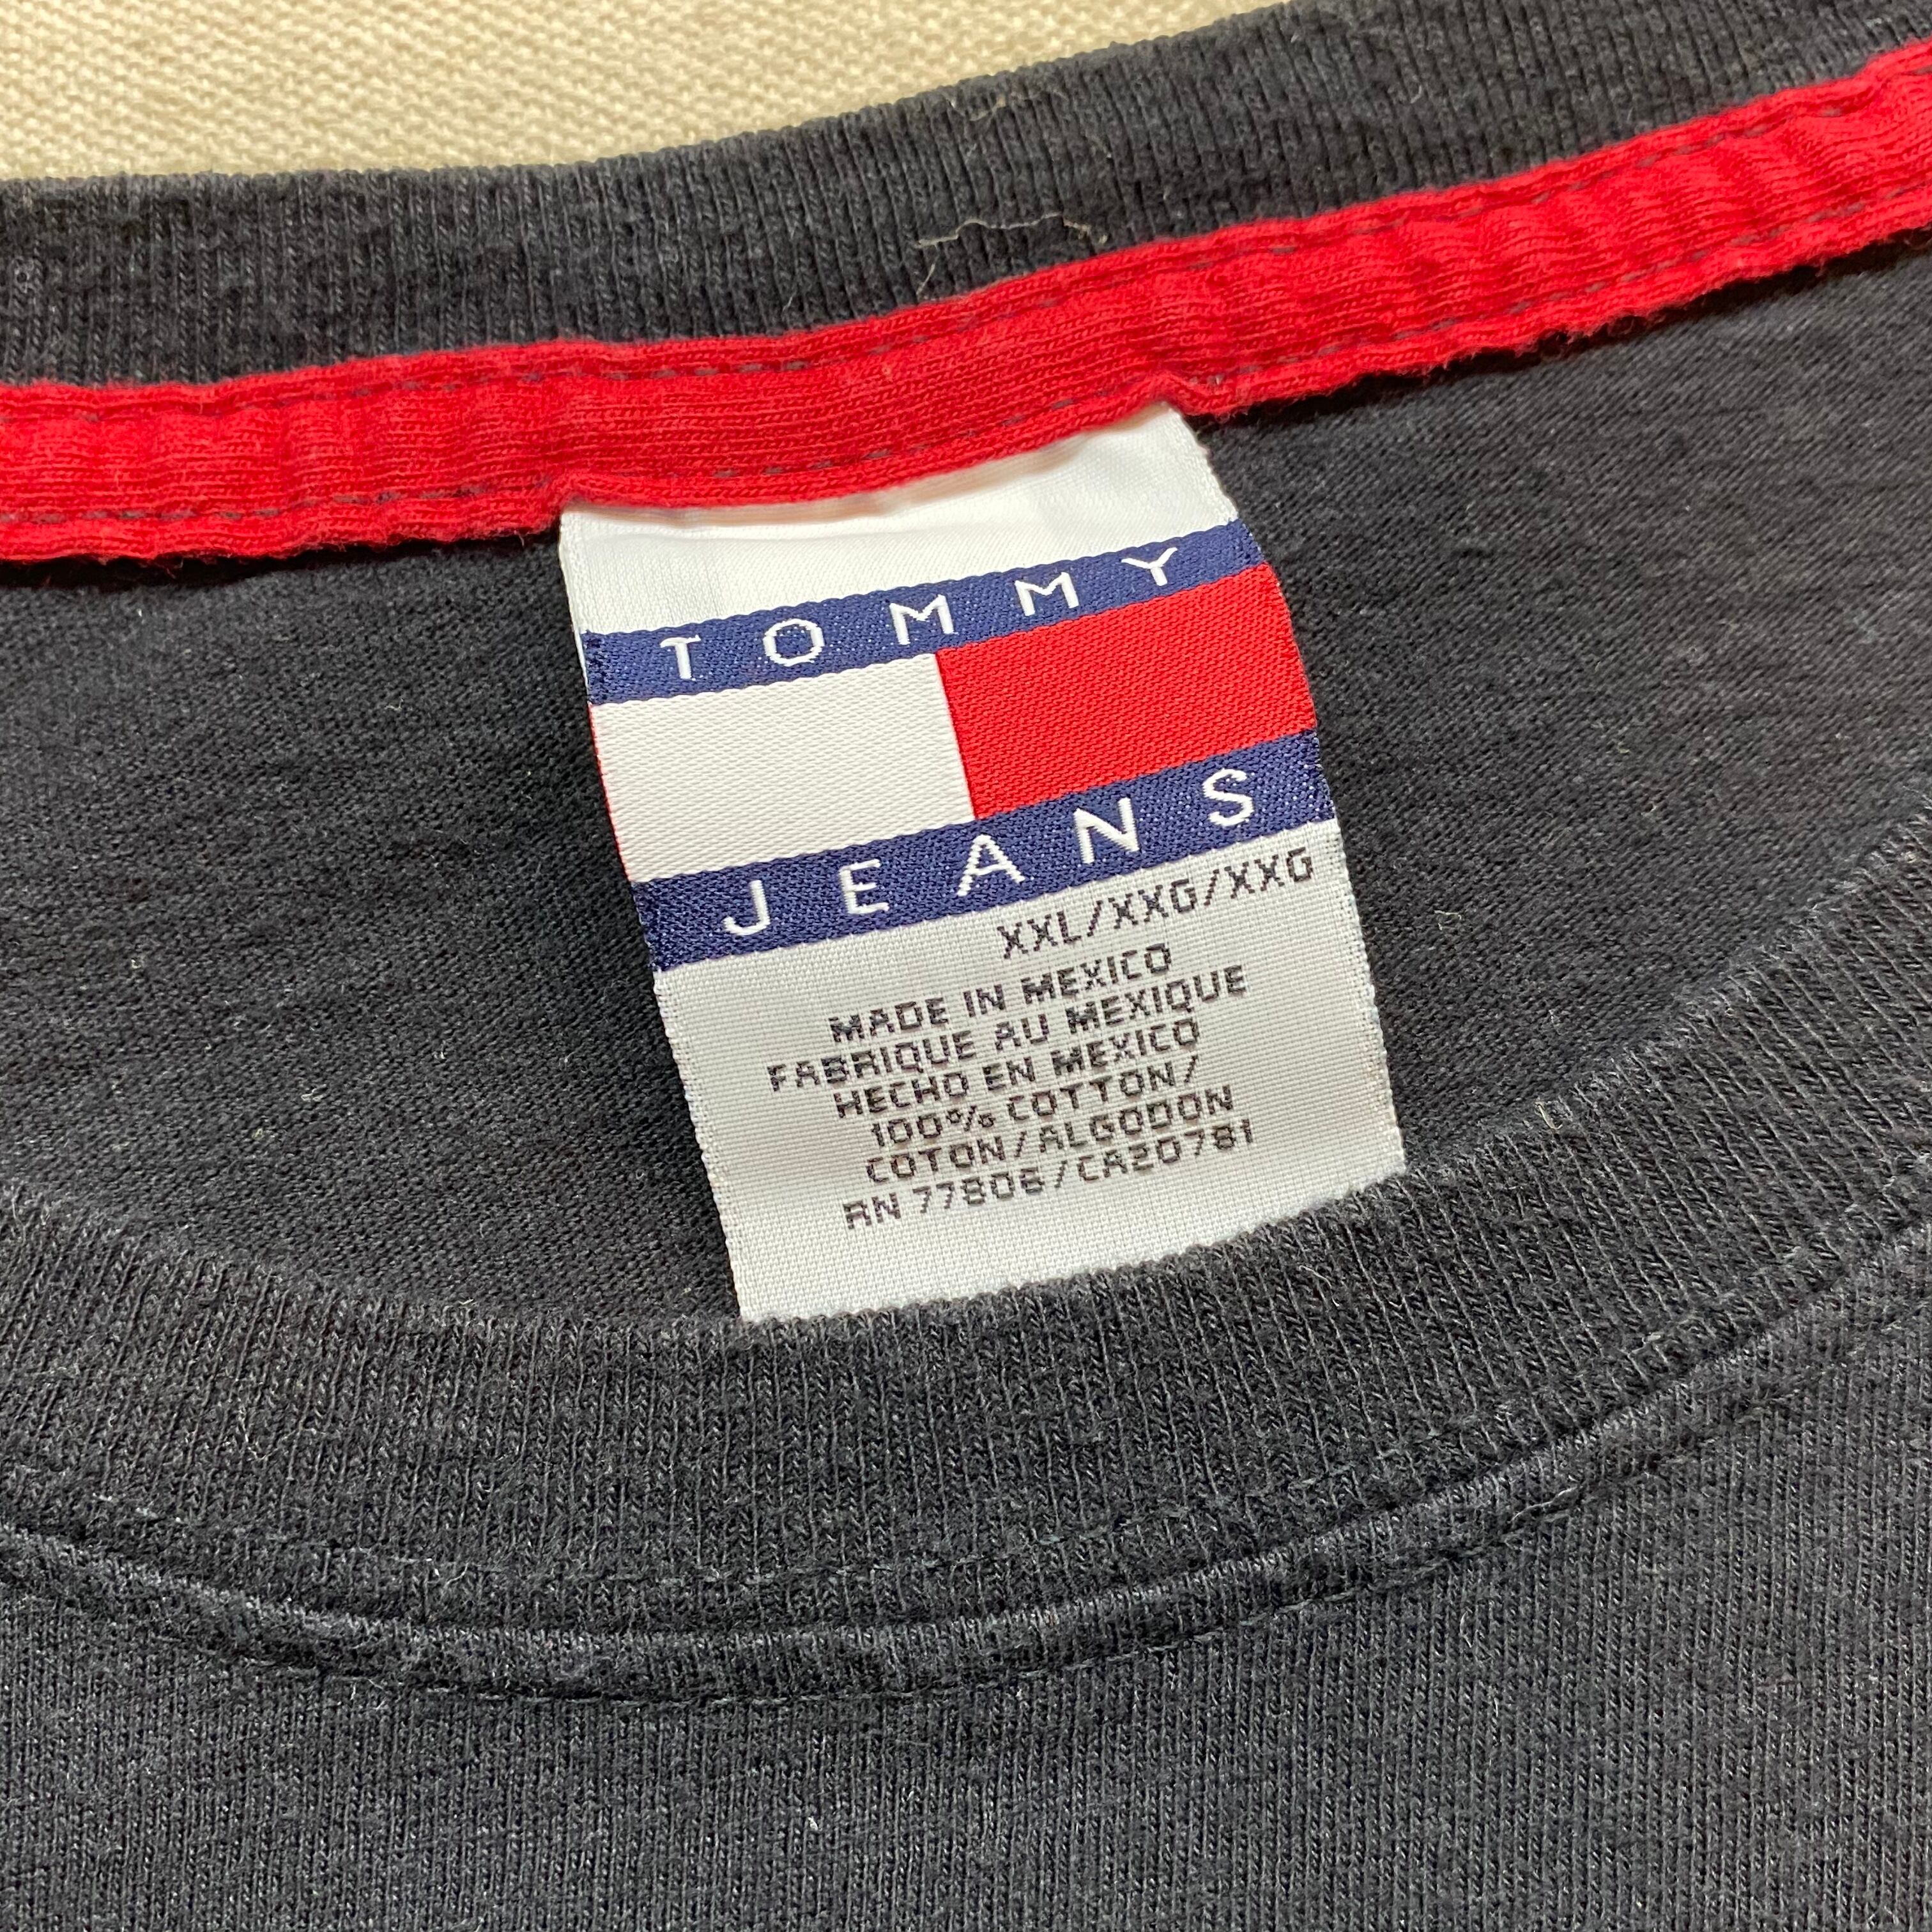 TOMMY
JEANS
XXL/XXG/XXG
MADE IN MEXICO
FABRIQUE AU MEXIQUE
HECHO EN MEXICO
100% COTTON/
COTON/ALGODON
RN 77806/CA20781